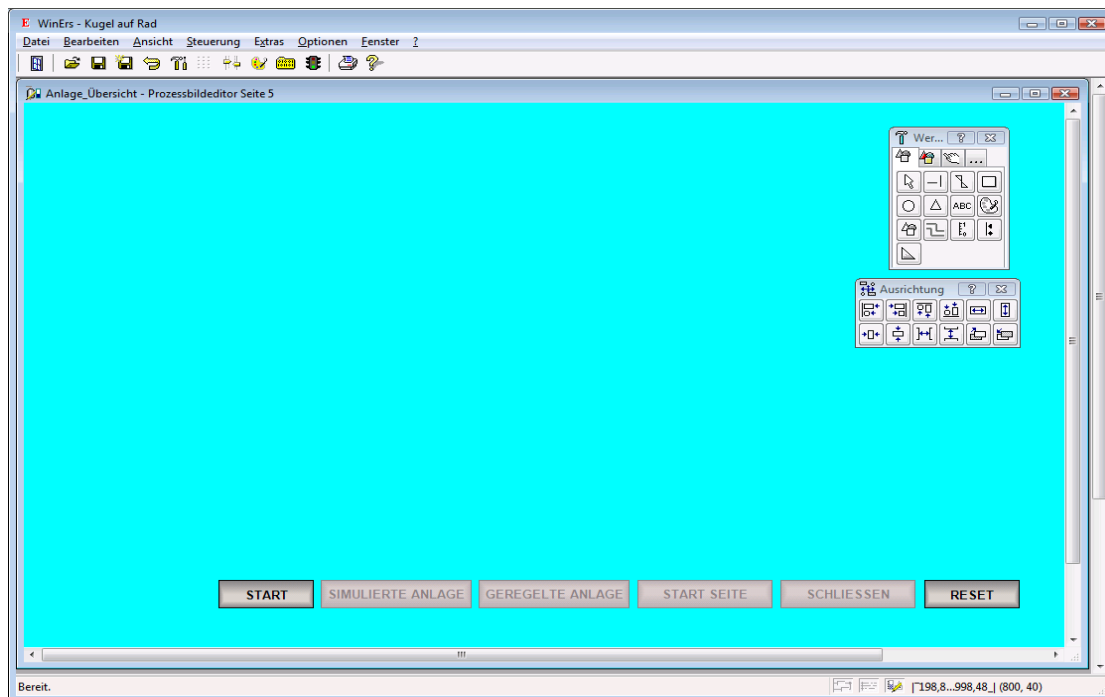 WinErs - Kugel auf Rad
Datei Bearbeiten Ansicht Steuerung Extras Optionen Fenster ?
Anlage_Übersicht - Prozessbildeditor Seite 5
Wer...
...
ABC
Ausrichtung
START SIMULIERTE ANLAGE GEREGELTE ANLAGE START SEITE SCHLIESSEN RESET
Bereit. |¯198,8...998,48_| (800, 40)